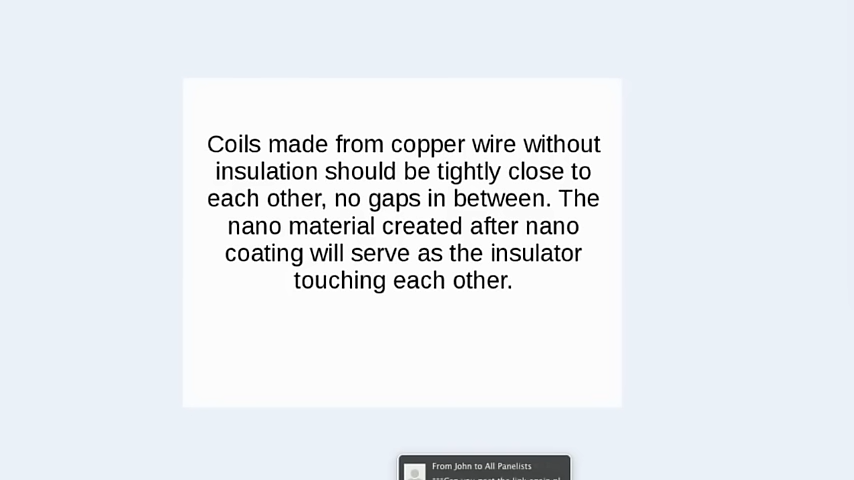 Coils made from copper wire without
insulation should be tightly close to
each other, no gaps in between. The
nano material created after nano
coating will serve as the insulator
touching each other.
From John to All Panelists